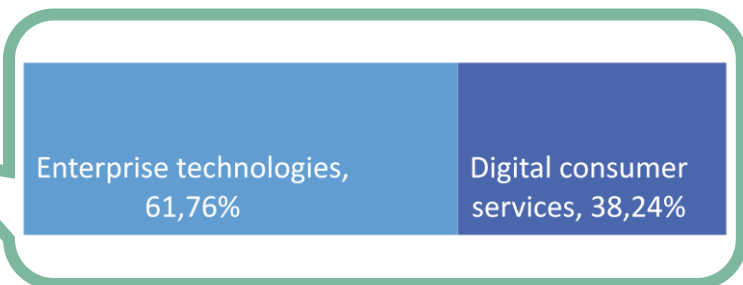 Enterprise technologies,
61,76%
Digital consumer
services, 38,24%